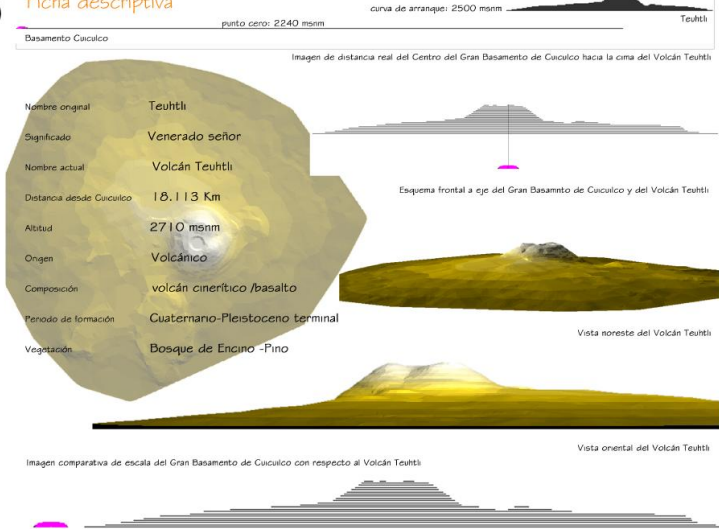 Ficha descriptiva
curva de arranque: 2500 msnm
Teuhtli
punto cero: 2240 msnm
Basamento Cuicuilco
Imagen de distancia real del Centro del Gran Basamento de Cuiculco hacia la cima del Volcán Teuhtli
Nombre original Teuhtli
Significado Venerado señor
Nombre actual Volcán Teuhtli
Distancia desde Cuicuilco 18.113 Km
Altitud 2710 msnm
Origen Volcánico
Composición volcán cinerítico /basalto
Periodo de formación Cuaternario-Pleistoceno terminal
Vegetación Bosque de Encino -Pino
Esquema frontal a eje del Gran Basamnto de Cuicuilco y del Volcán Teuhtli
Vista noreste del Volcán Teuhtli
Vista oriental del Volcán Teuhtli
Imagen comparativa de escala del Gran Basamento de Cuicuilco con respecto al Volcán Teuhtli